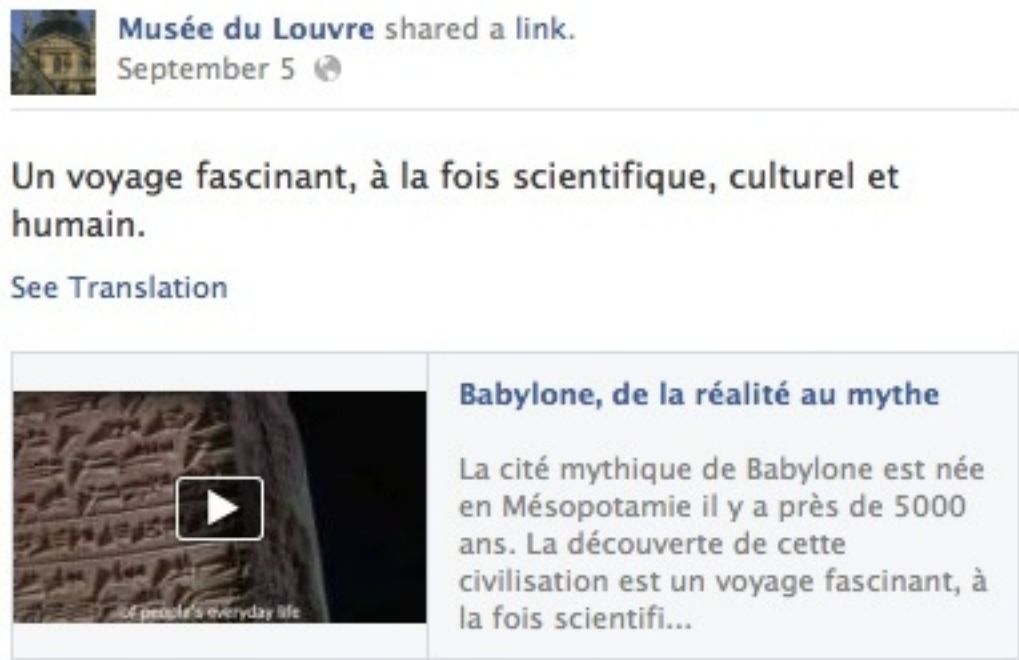 Musée du Louvre shared a link.
September 5
Un voyage fascinant, à la fois scientifique, culturel et
humain.
See Translation
Babylone, de la réalité au mythe
La cité mythique de Babylone est née
en Mésopotamie il y a près de 5000
ans. La découverte de cette
civilisation est un voyage fascinant, à
la fois scientifi...
of people's everyday life